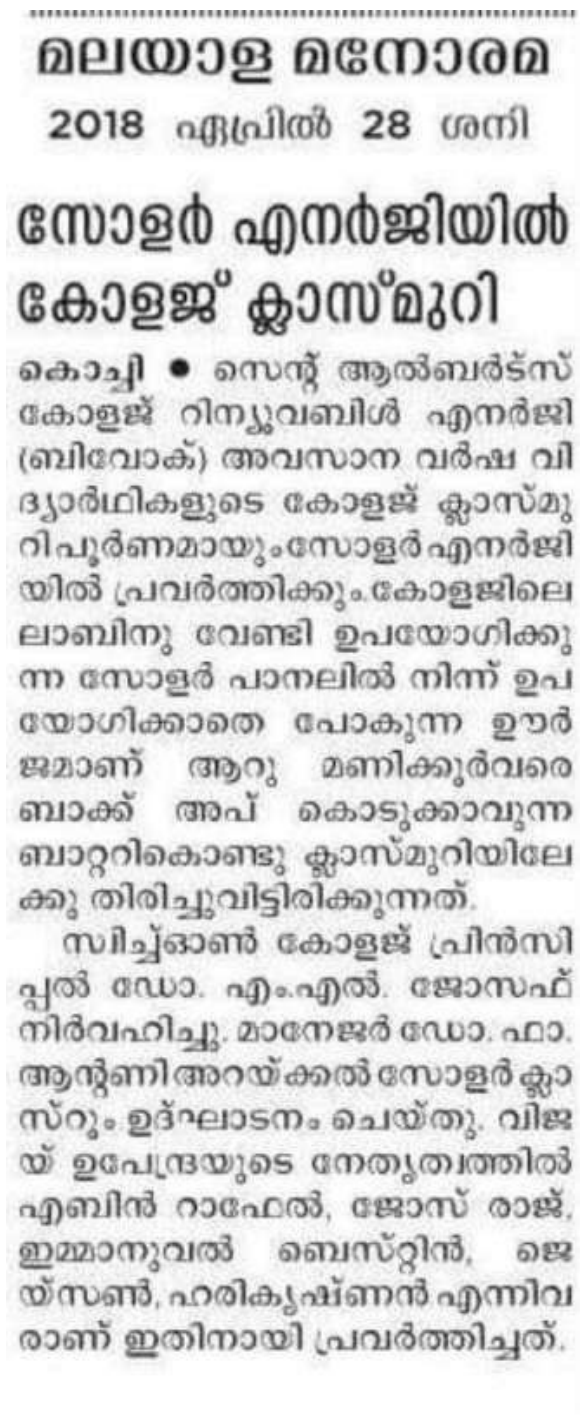 മലയാള മനോരമ
2018 ഏപ്രിൽ 28 ശനി
സോളർ എനർജിയിൽ
കോളജ് ക്ലാസ്മുറി
കൊച്ചി ● സെന്റ് ആൽബർട്സ്
കോളജ് റിന്യൂവബിൾ എനർജി
(ബിവോക്) അവസാന വർഷ വി
ദ്യാർഥികളുടെ കോളജ് ക്ലാസ്മു
റി പൂർണമായും സോളർ എനർജി
യിൽ പ്രവർത്തിക്കും. കോളജിലെ
ലാബിനു വേണ്ടി ഉപയോഗിക്കു
ന്ന സോളർ പാനലിൽ നിന്ന് ഉപ
യോഗിക്കാതെ പോകുന്ന ഊർ
ജമാണ് ആറു മണിക്കൂർവരെ
ബാക്ക് അപ് കൊടുക്കാവുന്ന
ബാറ്ററികൊണ്ടു ക്ലാസ്മുറിയിലേ
ക്കു തിരിച്ചുവിട്ടിരിക്കുന്നത്.
സ്വിച്ച്ഓൺ കോളജ് പ്രിൻസി
പ്പൽ ഡോ. എം.എൽ. ജോസഫ്
നിർവഹിച്ചു. മാനേജർ ഡോ. ഫാ.
ആന്റണി അറയ്ക്കൽ സോളർ ക്ലാ
സ്റൂം ഉദ്ഘാടനം ചെയ്തു. വിജ
യ് ഉപേന്ദ്രയുടെ നേതൃത്വത്തിൽ
എബിൻ റാഫേൽ, ജോസ് രാജ്,
ഇമ്മാനുവൽ ബെസ്റ്റിൻ, ജെ
യ്സൺ, ഹരികൃഷ്ണൻ എന്നിവ
രാണ് ഇതിനായി പ്രവർത്തിച്ചത്.